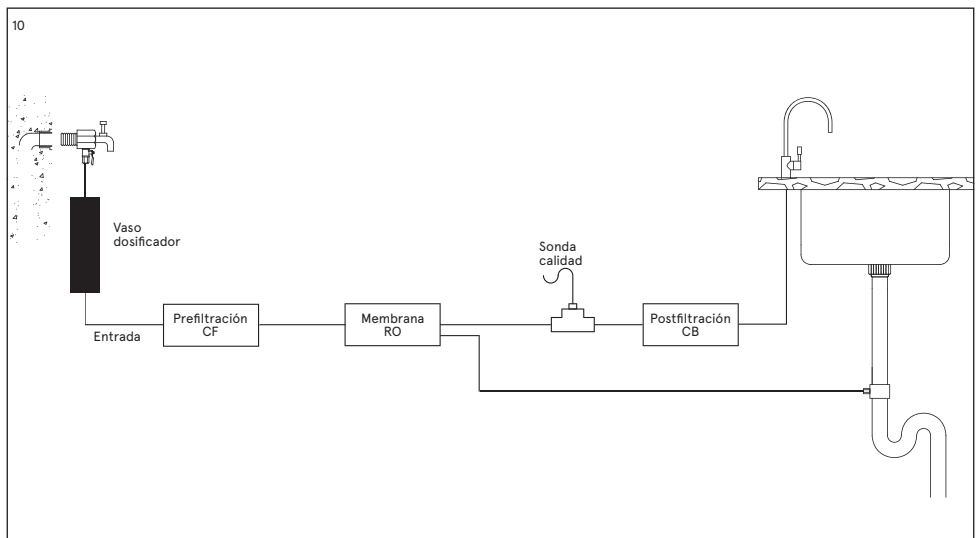 10
Vaso
dosificador
Entrada
Prefiltración
CF
Membrana
RO
Sonda
calidad
Postfiltración
CB